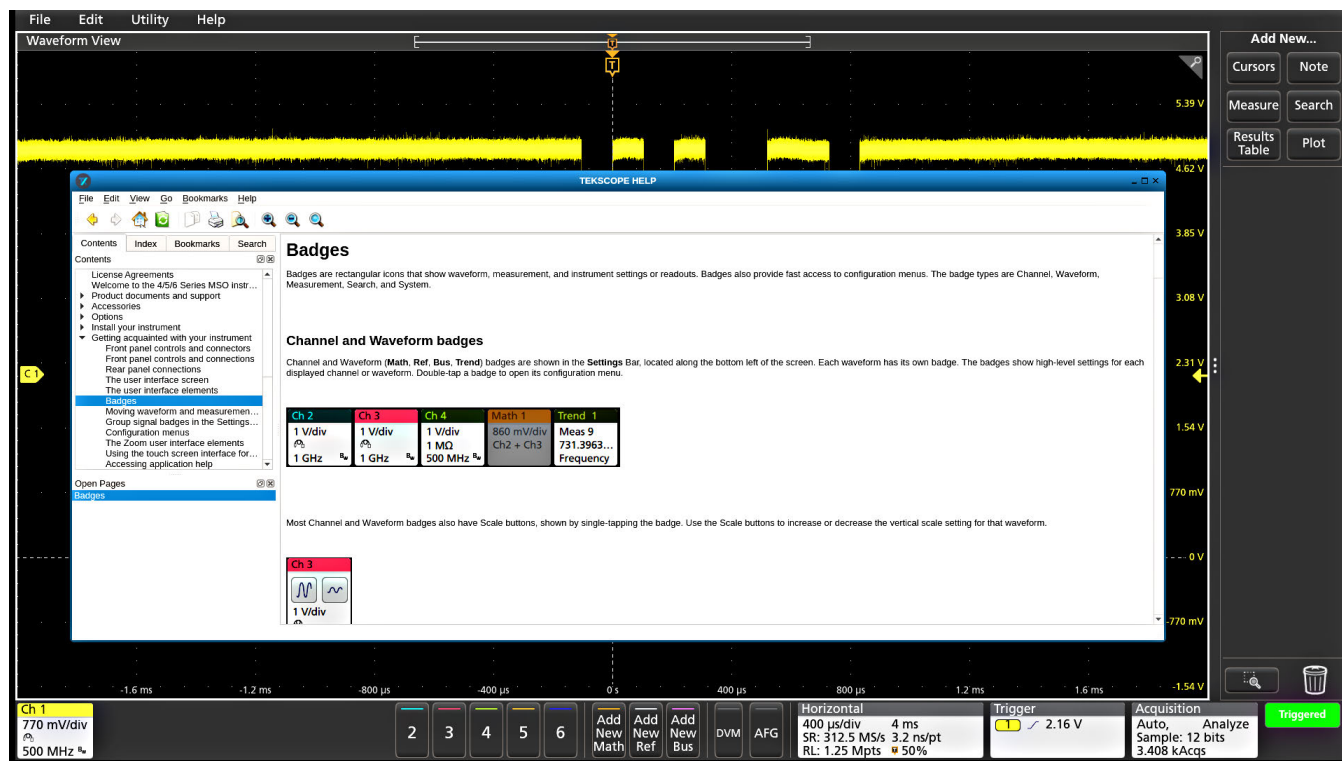 File Edit Utility Help
Waveform View
T
T
5.39 V
4.62 V
3.85 V
3.08 V
2.31 V
1.54 V
770 mV
0 V
-770 mV
-1.54 V
C1
-1.6 ms -1.2 ms -800 µs -400 µs 0 s 400 µs 800 µs 1.2 ms 1.6 ms
TEKSCOPE HELP
File Edit View Go Bookmarks Help
Contents Index Bookmarks Search
Contents
License Agreements
Welcome to the 4/5/6 Series MSO instr...
Product documents and support
Accessories
Options
Install your instrument
Getting acquainted with your instrument
Front panel controls and connectors
Front panel controls and connections
Rear panel connections
The user interface screen
The user interface elements
Badges
Moving waveform and measuremen...
Group signal badges in the Settings...
Configuration menus
The Zoom user interface elements
Using the touch screen interface for...
Accessing application help
Open Pages
Badges
Badges
Badges are rectangular icons that show waveform, measurement, and instrument settings or readouts. Badges also provide fast access to configuration menus. The badge types are Channel, Waveform,
Measurement, Search, and System.
Channel and Waveform badges
Channel and Waveform (Math, Ref, Bus, Trend) badges are shown in the Settings Bar, located along the bottom left of the screen. Each waveform has its own badge. The badges show high-level settings for each
displayed channel or waveform. Double-tap a badge to open its configuration menu.
Ch 2 Ch 3 Ch 4 Math 1 Trend 1
1 V/div 1 V/div 1 V/div 860 mV/div Meas 9
1 MΩ Ch2 + Ch3 731.3963...
1 GHz Bw 1 GHz Bw 500 MHz Bw Frequency
Most Channel and Waveform badges also have Scale buttons, shown by single-tapping the badge. Use the Scale buttons to increase or decrease the vertical scale setting for that waveform.
Ch 3
1 V/div
Add New...
Cursors Note
Measure Search
Results
Table
Plot
Ch 1
770 mV/div
500 MHz Bw
2 3 4 5 6
Add
New
Math
Add
New
Ref
Add
New
Bus
DVM
AFG
Horizontal
400 µs/div 4 ms
SR: 312.5 MS/s 3.2 ns/pt
RL: 1.25 Mpts 50%
Trigger
1 2.16 V
Acquisition
Auto, Analyze
Sample: 12 bits
3.408 kAcqs
Triggered